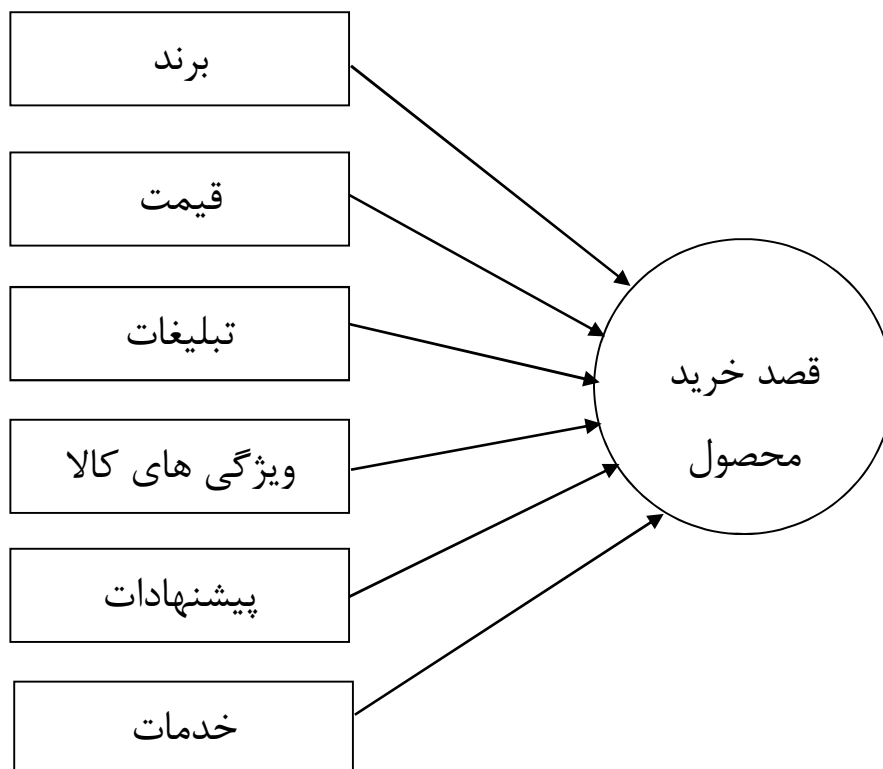 برند
قیمت
تبلیغات
ویژگی های کالا
پیشنهادات
خدمات
قصد خرید
محصول